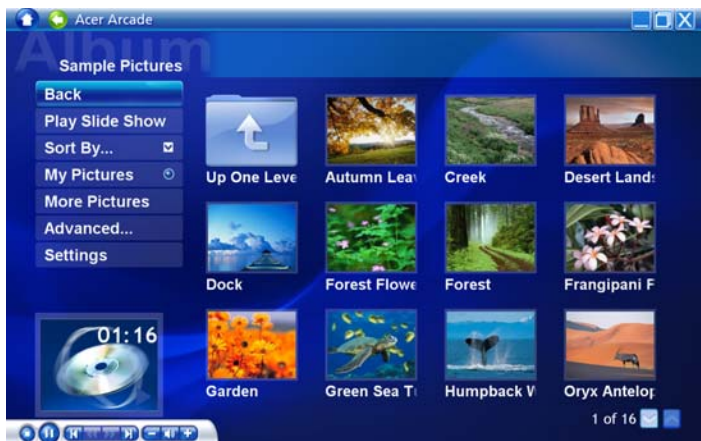 Acer Arcade
Album
Sample Pictures
Back
Play Slide Show
Sort By...
My Pictures
More Pictures
Advanced...
Settings
Up One Leve
Autumn Leav
Creek
Desert Lands
Dock
Forest Flowe
Forest
Frangipani F
Garden
Green Sea T
Humpback W
Oryx Antelop
01:16
1 of 16